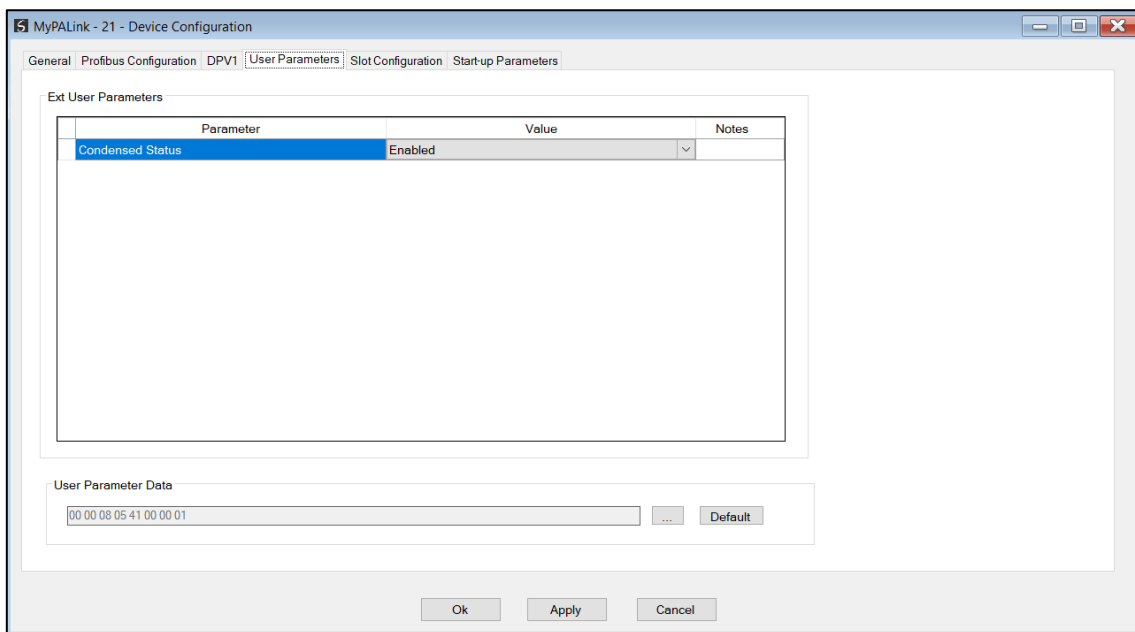 MyPALink - 21 - Device Configuration
General Profibus Configuration DPV1 User Parameters Slot Configuration Start-up Parameters
Ext User Parameters
Parameter Value Notes
Condensed Status Enabled
User Parameter Data
00 00 08 05 41 00 00 01 ... Default
Ok Apply Cancel